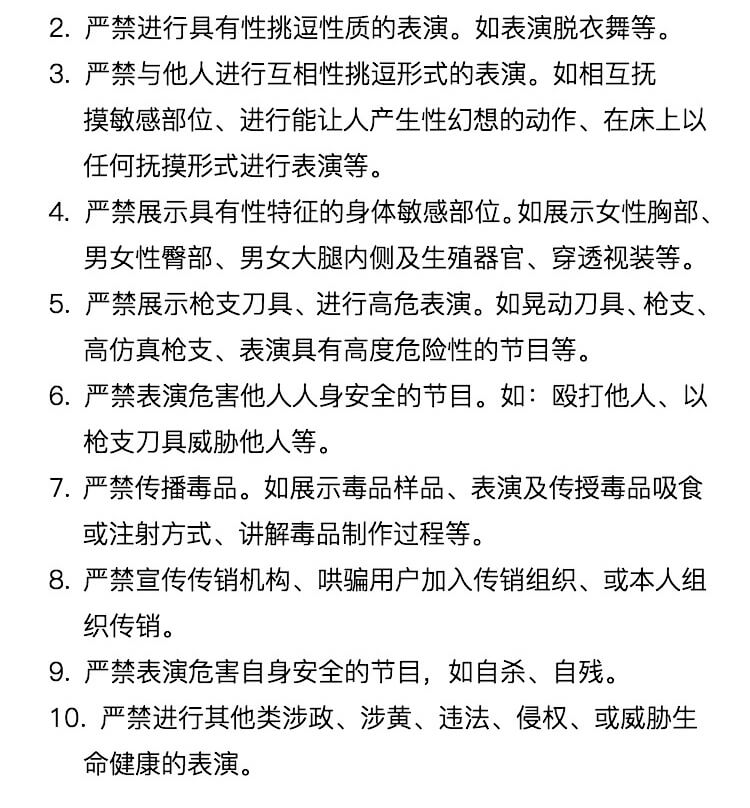 2. 严禁进行具有性挑逗性质的表演。如表演脱衣舞等。
3. 严禁与他人进行互相性挑逗形式的表演。如相互抚
摸敏感部位、进行能让人产生性幻想的动作、在床上以
任何抚摸形式进行表演等。
4. 严禁展示具有性特征的身体敏感部位。如展示女性胸部、
男女性臀部、男女大腿内侧及生殖器官、穿透视装等。
5. 严禁展示枪支刀具、进行高危表演。如晃动刀具、枪支、
高仿真枪支、表演具有高度危险性的节目等。
6. 严禁表演危害他人人身安全的节目。如：殴打他人、以
枪支刀具威胁他人等。
7. 严禁传播毒品。如展示毒品样品、表演及传授毒品吸食
或注射方式、讲解毒品制作过程等。
8. 严禁宣传传销机构、哄骗用户加入传销组织、或本人组
织传销。
9. 严禁表演危害自身安全的节目，如自杀、自残。
10. 严禁进行其他类涉政、涉黄、违法、侵权、或威胁生
命健康的表演。